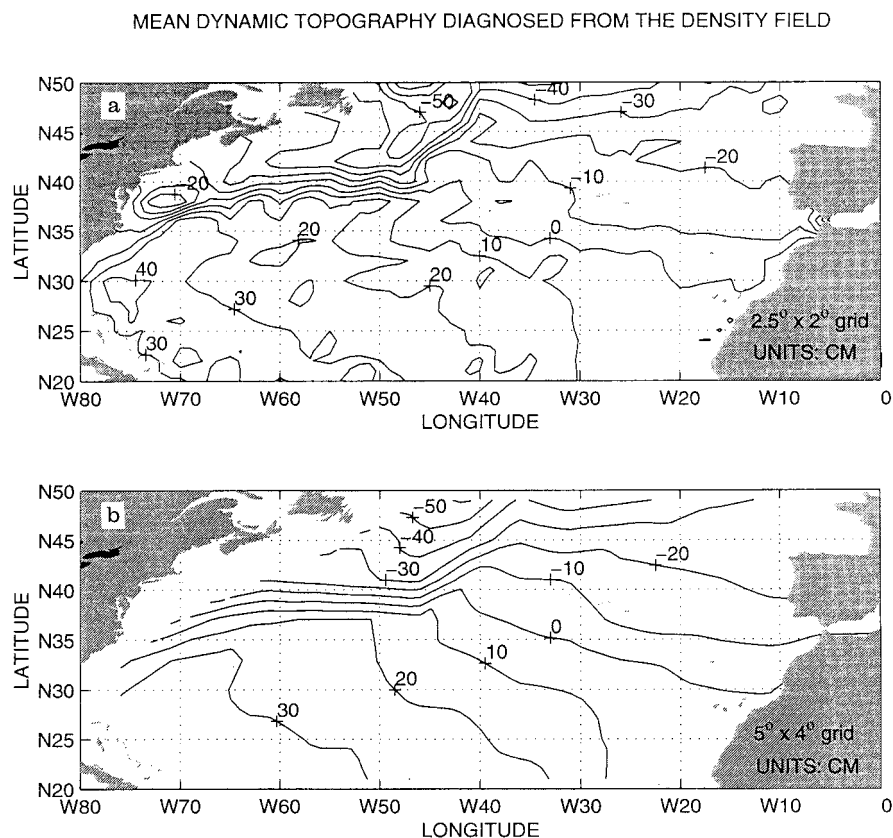 MEAN DYNAMIC TOPOGRAPHY DIAGNOSED FROM THE DENSITY FIELD
a
N50
N45
N40
N35
N30
N25
N20
LATITUDE
−50
−40
−30
−20
−20
−10
0
10
20
20
40
30
30
2.5° x 2° grid
UNITS: CM
W80 W70 W60 W50 W40 W30 W20 W10 0
LONGITUDE
b
N50
N45
N40
N35
N30
N25
N20
LATITUDE
−50
−40
−30
−20
−10
0
10
20
30
5° x 4° grid
UNITS: CM
W80 W70 W60 W50 W40 W30 W20 W10 0
LONGITUDE